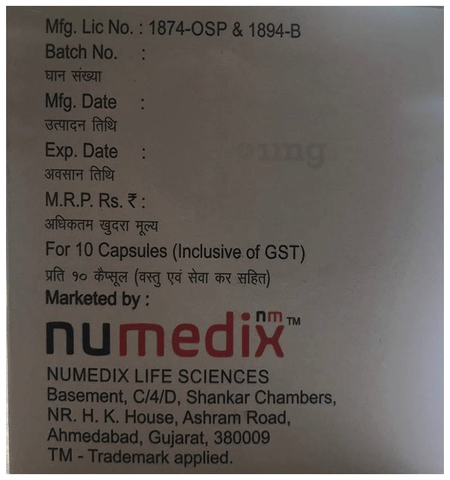 Mfg. Lic No. : 1874-OSP & 1894-B
Batch No. :
घान संख्या
Mfg. Date :
उत्पादन तिथि
Exp. Date :
अवसान तिथि
M.R.P. Rs. ₹ :
अधिकतम खुदरा मूल्य
For 10 Capsules (Inclusive of GST)
प्रति १० कैप्सूल (वस्तु एवं सेवा कर सहित)
Marketed by :
nm
numedix™
NUMEDIX LIFE SCIENCES
Basement, C/4/D, Shankar Chambers,
NR. H. K. House, Ashram Road,
Ahmedabad, Gujarat, 380009
TM - Trademark applied.